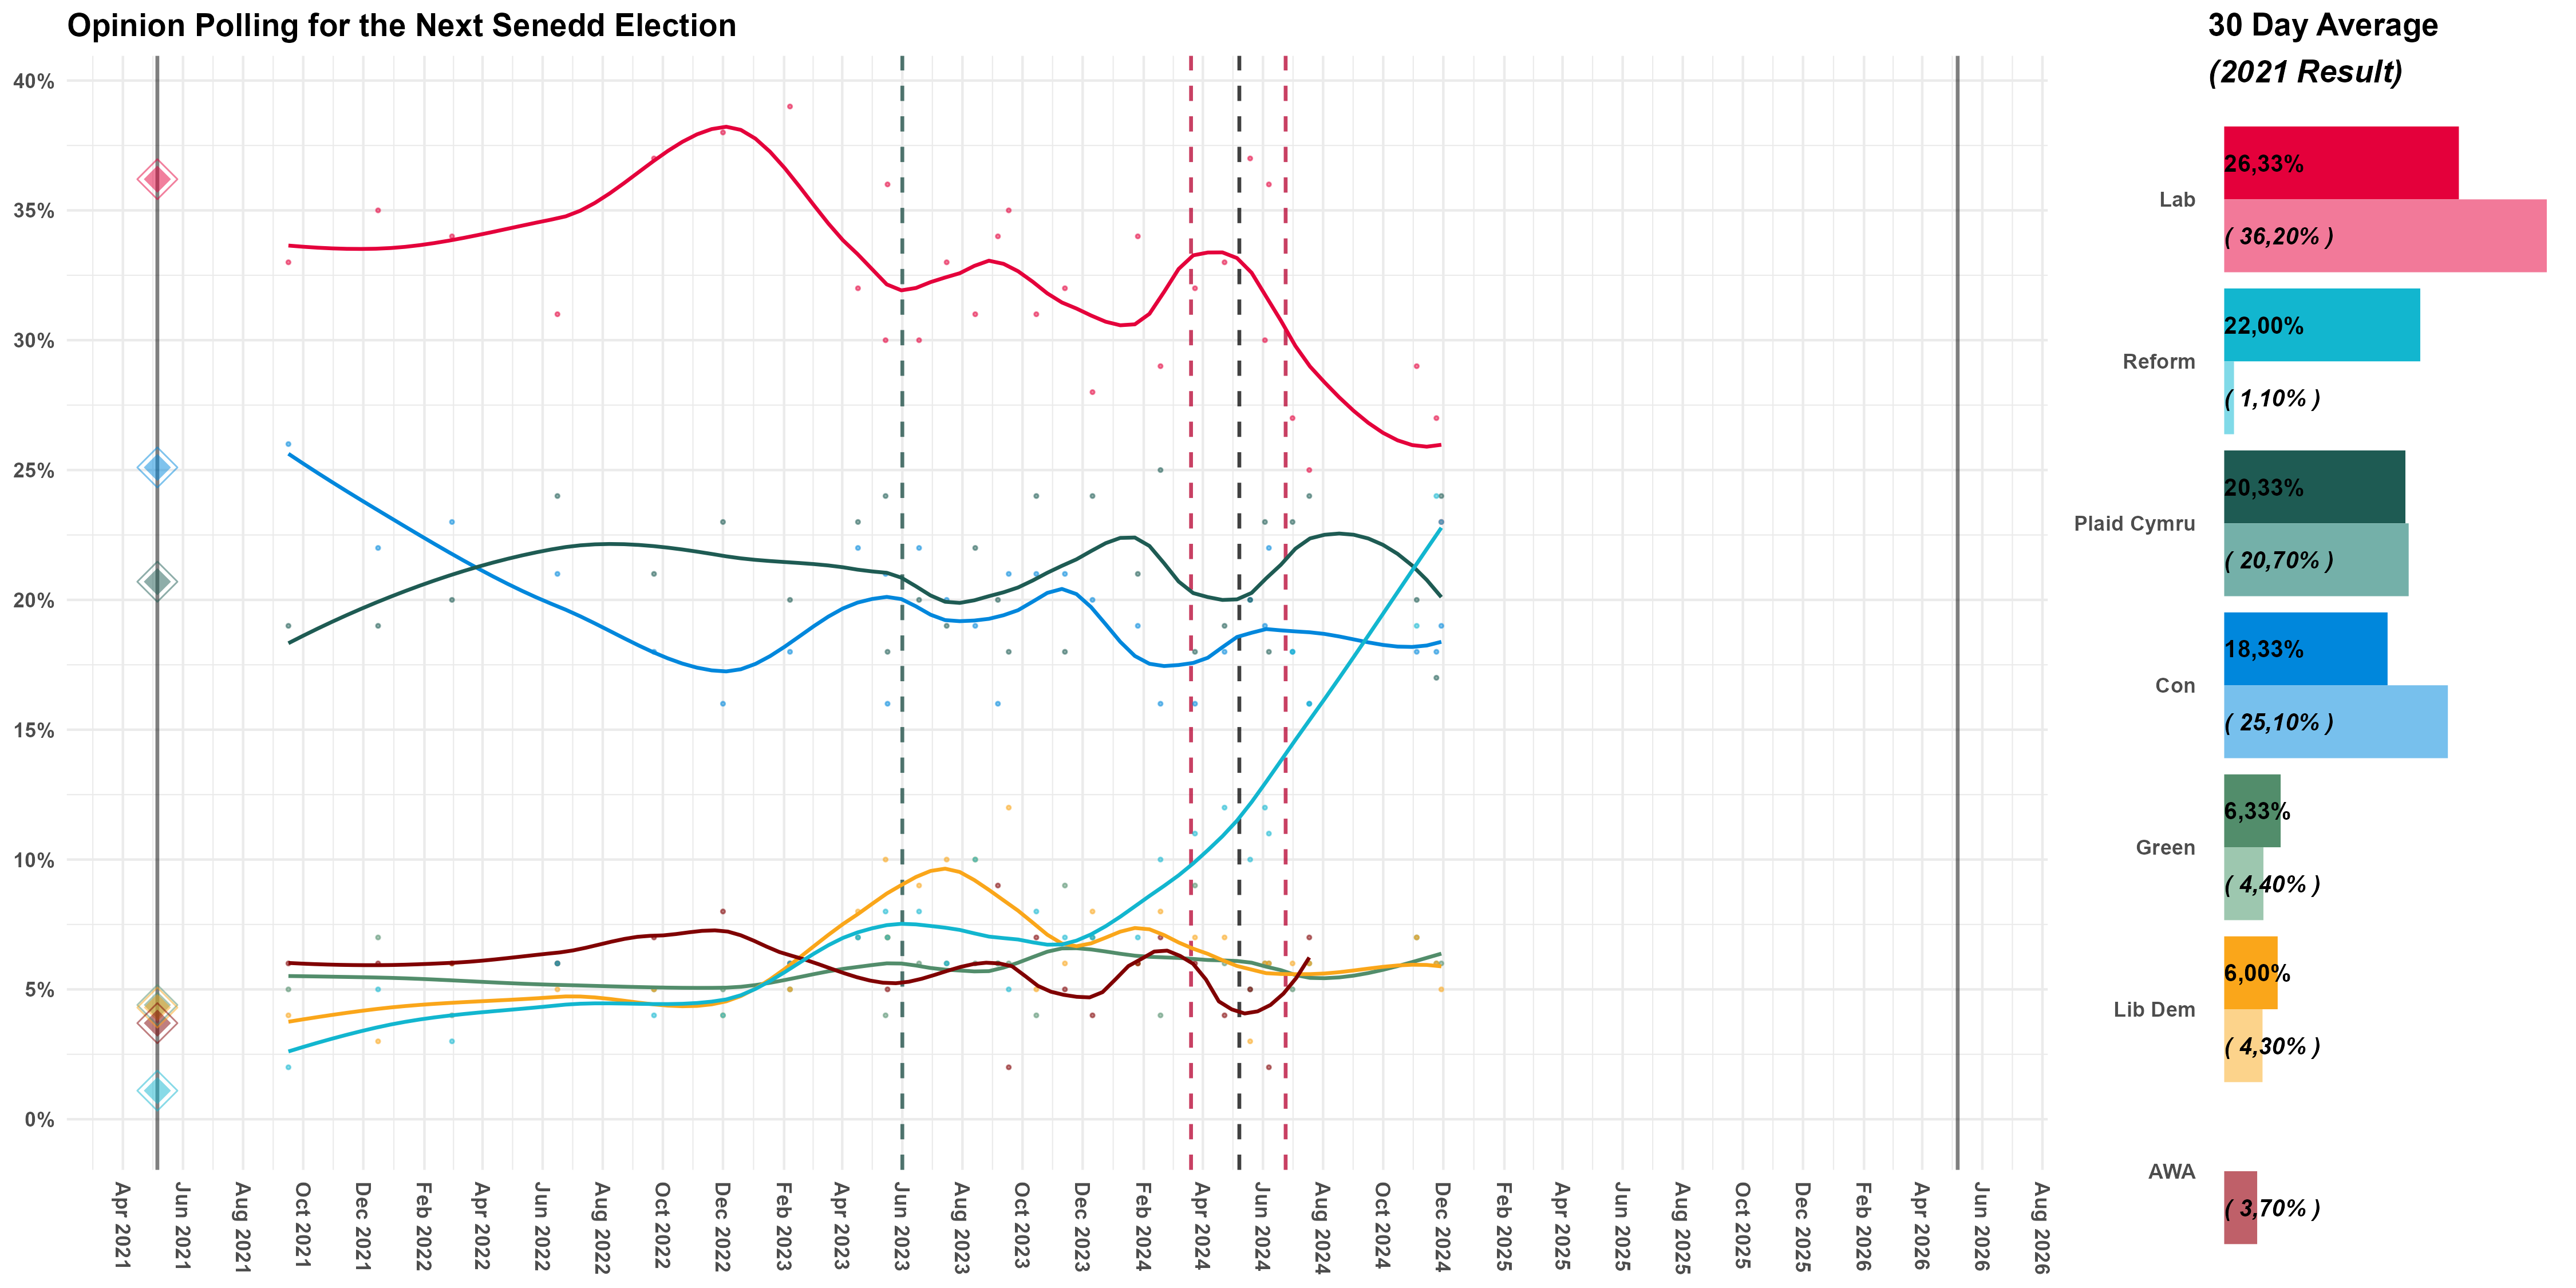 Opinion Polling for the Next Senedd Election
30 Day Average
(2021 Result)
40%
35%
30%
25%
20%
15%
10%
5%
0%
Apr 2021
Jun 2021
Aug 2021
Oct 2021
Dec 2021
Feb 2022
Apr 2022
Jun 2022
Aug 2022
Oct 2022
Dec 2022
Feb 2023
Apr 2023
Jun 2023
Aug 2023
Oct 2023
Dec 2023
Feb 2024
Apr 2024
Jun 2024
Aug 2024
Oct 2024
Dec 2024
Feb 2025
Apr 2025
Jun 2025
Aug 2025
Oct 2025
Dec 2025
Feb 2026
Apr 2026
Jun 2026
Aug 2026
Lab
26,33%
( 36,20% )
Reform
22,00%
( 1,10% )
Plaid Cymru
20,33%
( 20,70% )
Con
18,33%
( 25,10% )
Green
6,33%
( 4,40% )
Lib Dem
6,00%
( 4,30% )
AWA
( 3,70% )